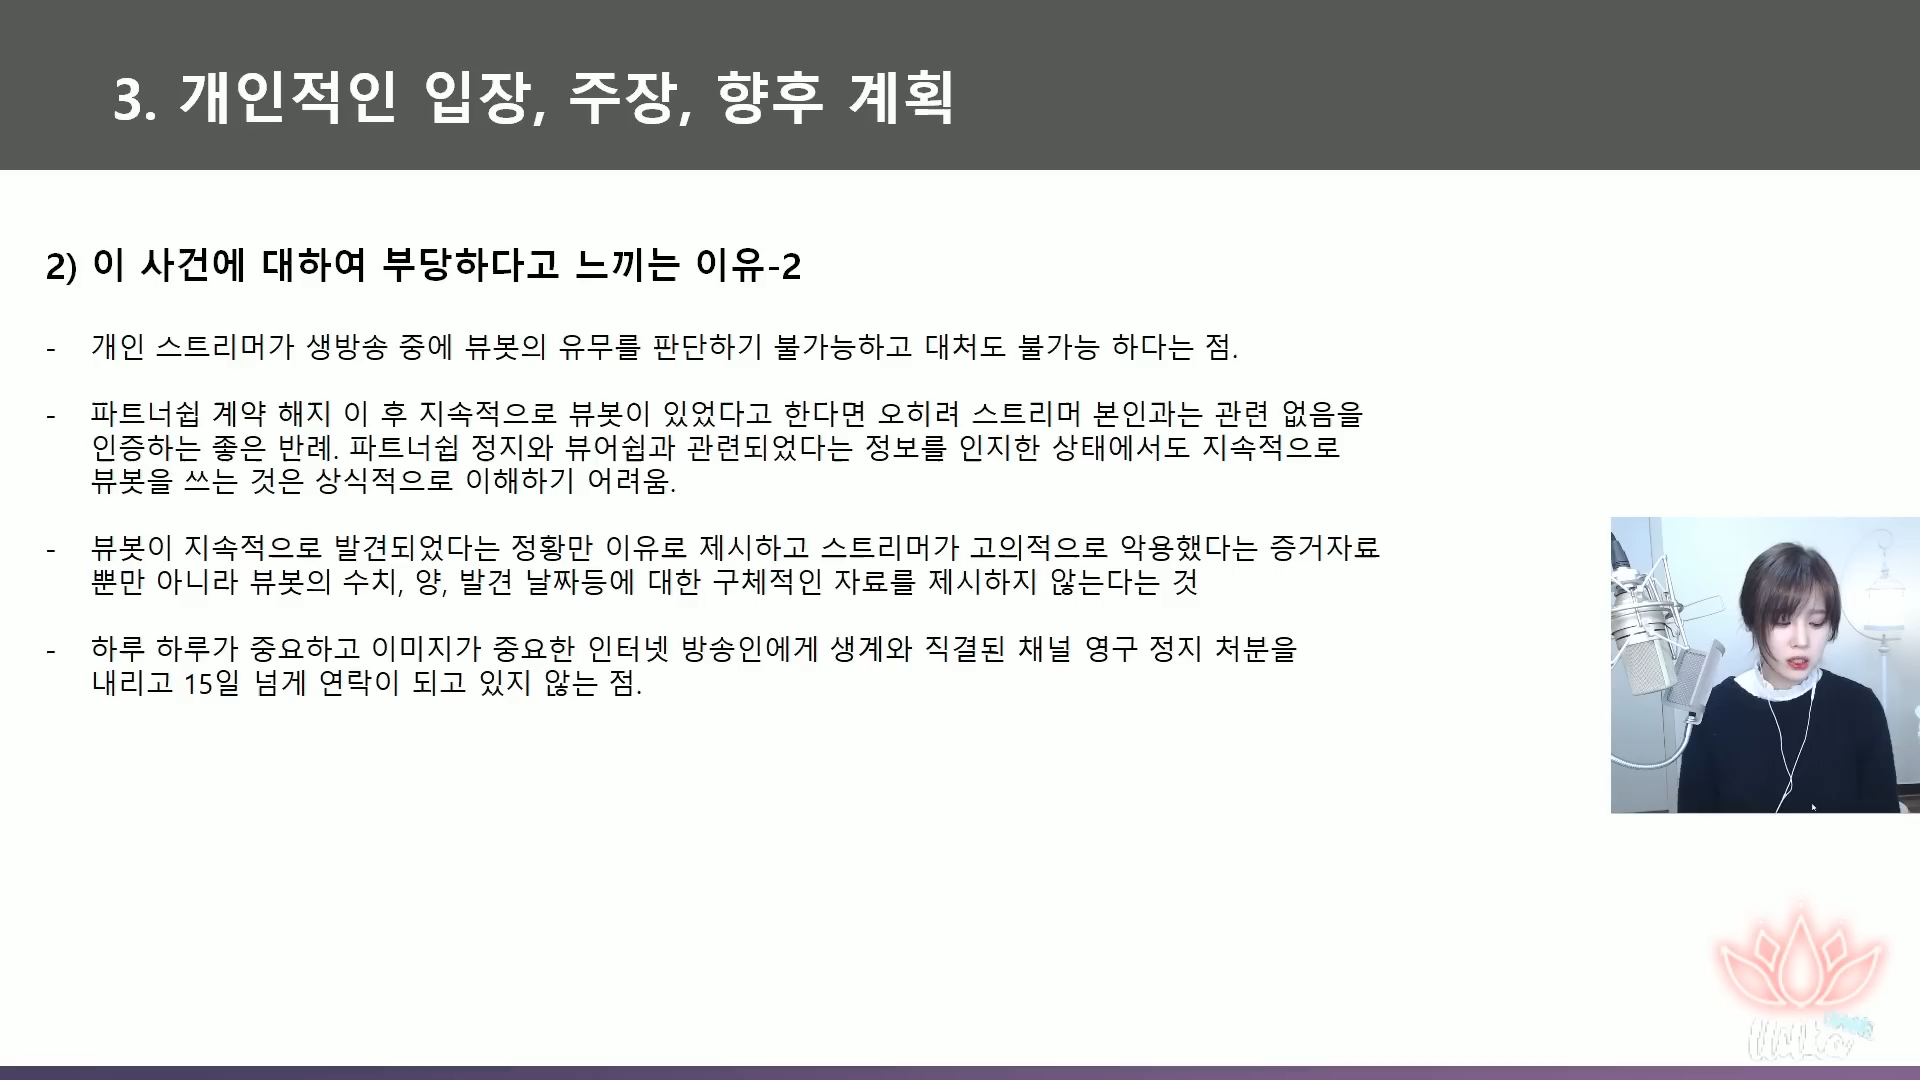 3. 개인적인 입장, 주장, 향후 계획
2) 이 사건에 대하여 부당하다고 느끼는 이유-2
- 개인 스트리머가 생방송 중에 뷰봇의 유무를 판단하기 불가능하고 대처도 불가능 하다는 점.
- 파트너쉽 계약 해지 이 후 지속적으로 뷰봇이 있었다고 한다면 오히려 스트리머 본인과는 관련 없음을
인증하는 좋은 반례. 파트너쉽 정지와 뷰어쉽과 관련되었다는 정보를 인지한 상태에서도 지속적으로
뷰봇을 쓰는 것은 상식적으로 이해하기 어려움.
- 뷰봇이 지속적으로 발견되었다는 정황만 이유로 제시하고 스트리머가 고의적으로 악용했다는 증거자료
뿐만 아니라 뷰봇의 수치, 양, 발견 날짜등에 대한 구체적인 자료를 제시하지 않는다는 것
- 하루 하루가 중요하고 이미지가 중요한 인터넷 방송인에게 생계와 직결된 채널 영구 정지 처분을
내리고 15일 넘게 연락이 되고 있지 않는 점.